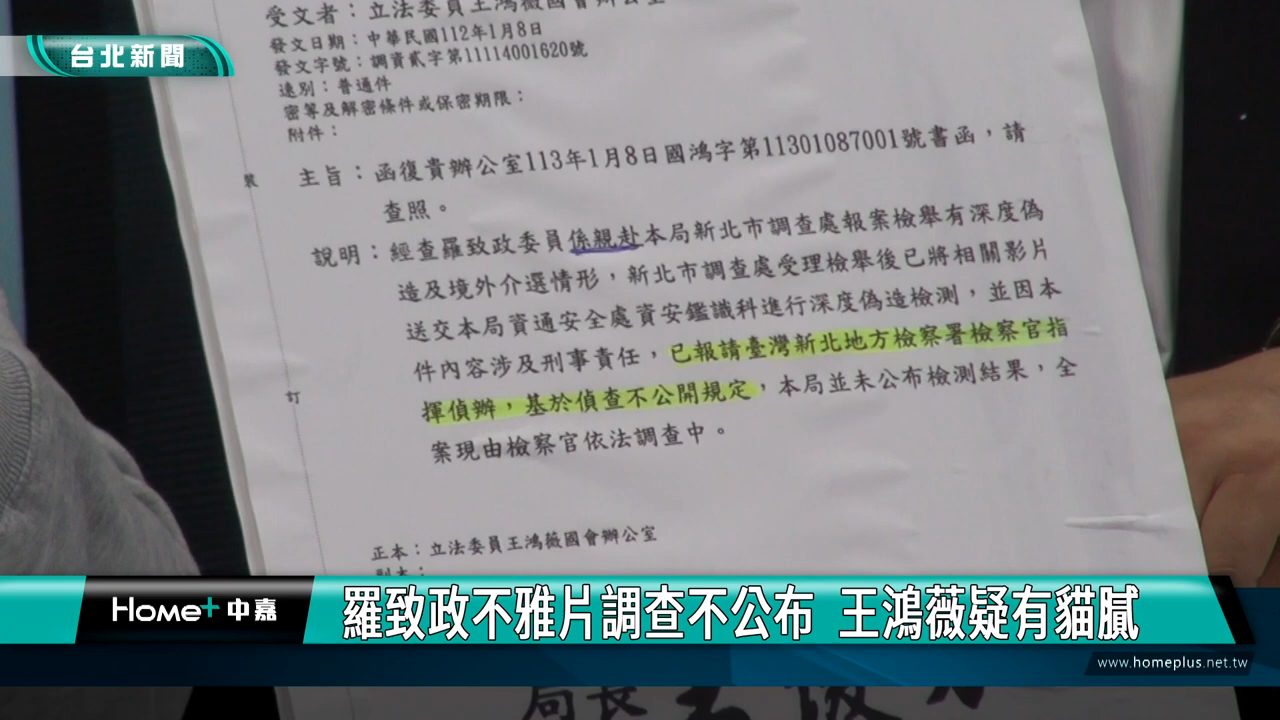 受文者：立法委員王鴻薇國會辦公室
發文日期：中華民國112年1月8日
台北新聞
發文字號：調資貳字第11114001620號
速別：普通件
密等及解密條件或保密期限：
附件：
主旨：函復貴辦公室113年1月8日國鴻字第11301087001號書函，請
裝
查照。
說明：經查羅致政委員係親赴本局新北市調查處報案檢舉有深度偽
造及境外介選情形，新北市調查處受理檢舉後已將相關影片
送交本局資通安全處資安鑑識科進行深度偽造檢測，並因本
件內容涉及刑事責任，已報請臺灣新北地方檢察署檢察官指
訂
揮偵辦，基於偵查不公開規定，本局並未公布檢測結果，全
案現由檢察官依法調查中。
正本：立法委員王鴻薇國會辦公室
副本：
Home+中嘉
羅致政不雅片調查不公布 王鴻薇疑有貓膩
www.homeplus.net.tw
局長王